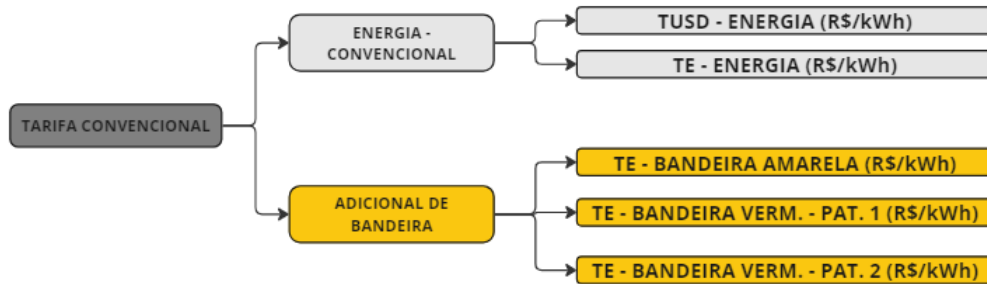 TARIFA CONVENCIONAL
ENERGIA -
CONVENCIONAL
TUSD - ENERGIA (R$/kWh)
TE - ENERGIA (R$/kWh)
ADICIONAL DE
BANDEIRA
TE - BANDEIRA AMARELA (R$/kWh)
TE - BANDEIRA VERM. - PAT. 1 (R$/kWh)
TE - BANDEIRA VERM. - PAT. 2 (R$/kWh)